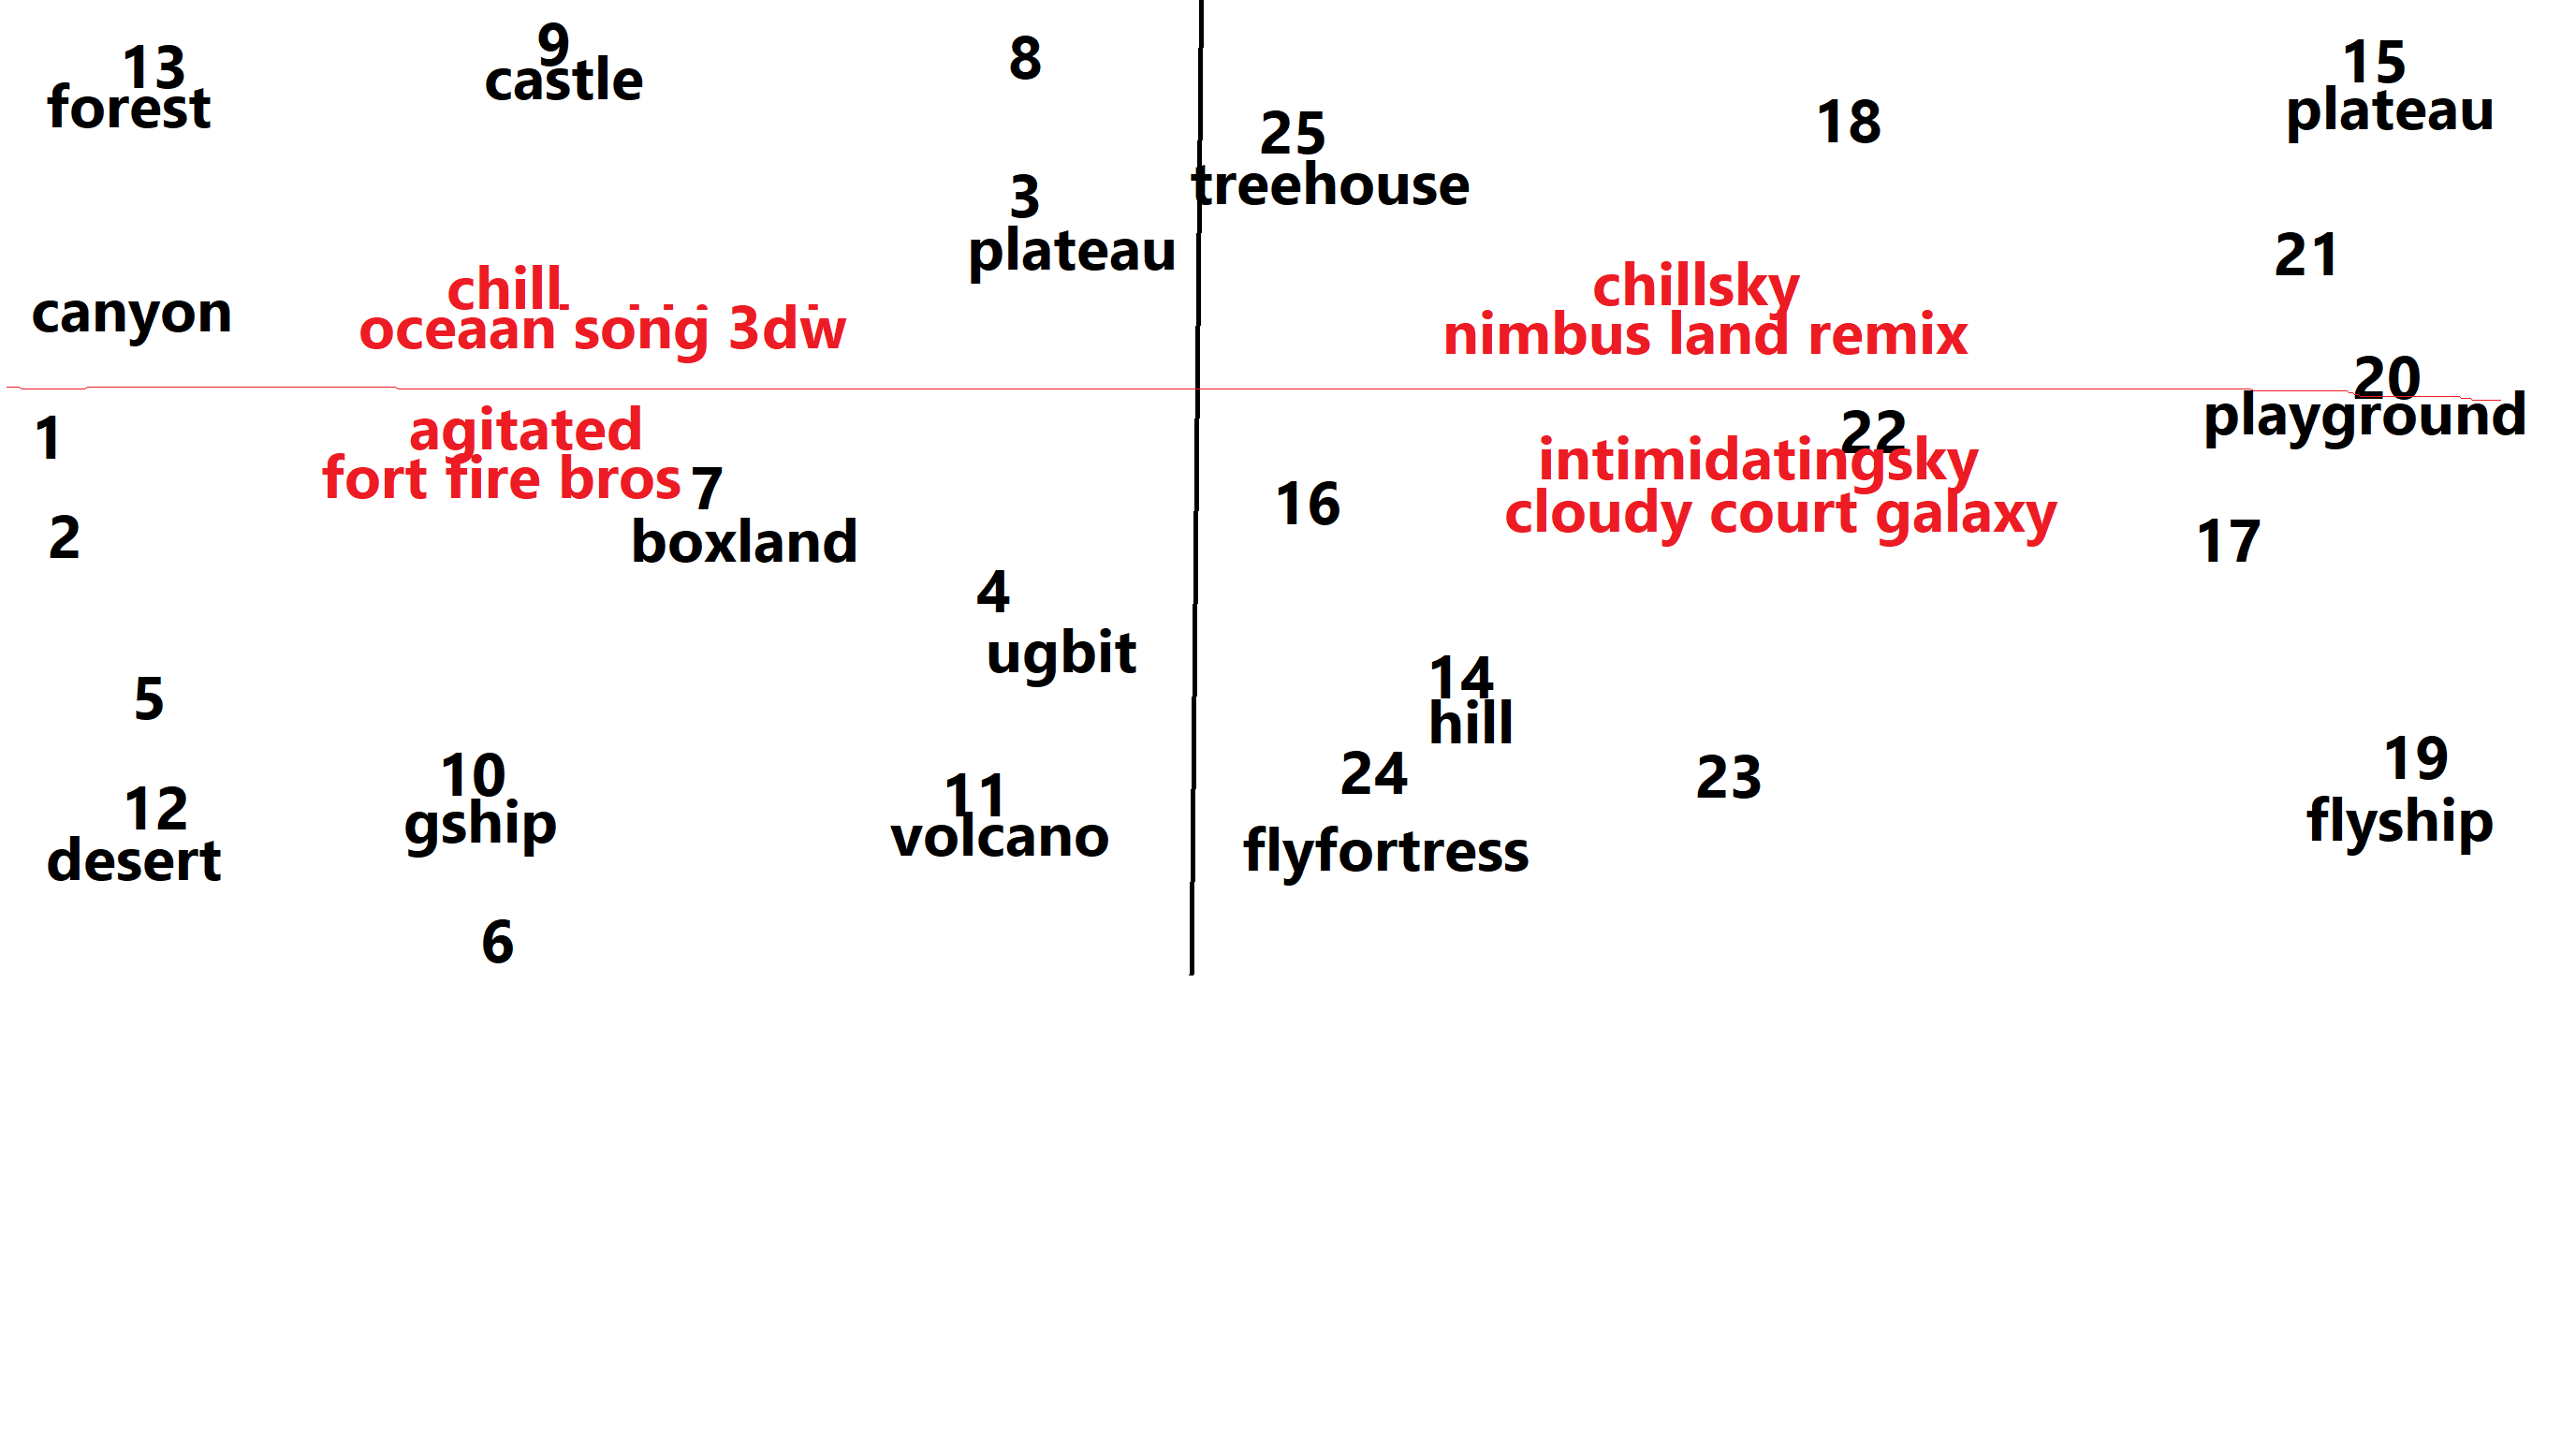 13
forest
9
castle
8
3
plateau
canyon
chill
oceaan song 3dw
1
2
agitated
fort fire bros
7
boxland
4
ugbit
5
12
desert
10
gship
11
volcano
6
25
treehouse
18
15
plateau
21
chillsky
nimbus land remix
20
playground
22
intimidatingsky
cloudy court galaxy
16
17
14
hill
24
flyfortress
23
19
flyship